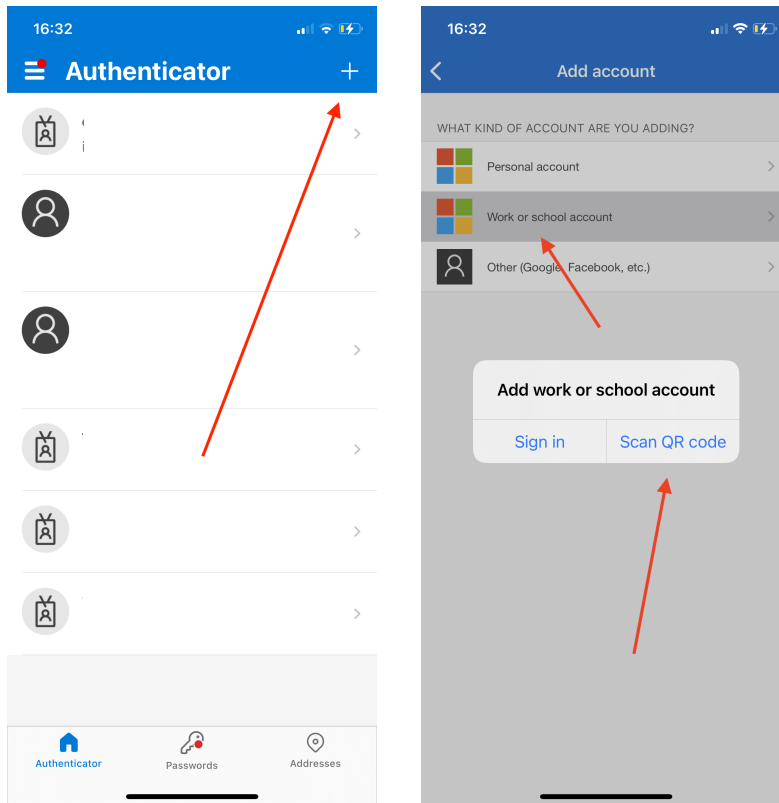 16:32
Authenticator
Authenticator
Passwords
Addresses
16:32
Add account
WHAT KIND OF ACCOUNT ARE YOU ADDING?
Personal account
Work or school account
Other (Google, Facebook, etc.)
Add work or school account
Sign in
Scan QR code